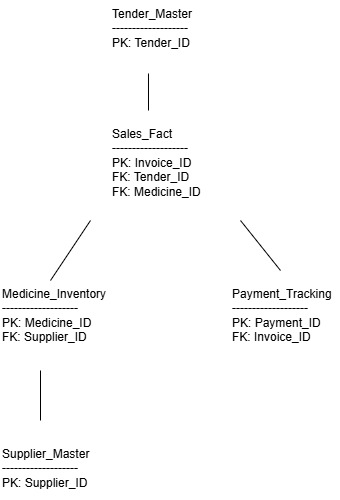 Tender_Master
-------------------
PK: Tender_ID
Sales_Fact
-------------------
PK: Invoice_ID
FK: Tender_ID
FK: Medicine_ID
Medicine_Inventory
-------------------
PK: Medicine_ID
FK: Supplier_ID
Payment_Tracking
-------------------
PK: Payment_ID
FK: Invoice_ID
Supplier_Master
-------------------
PK: Supplier_ID